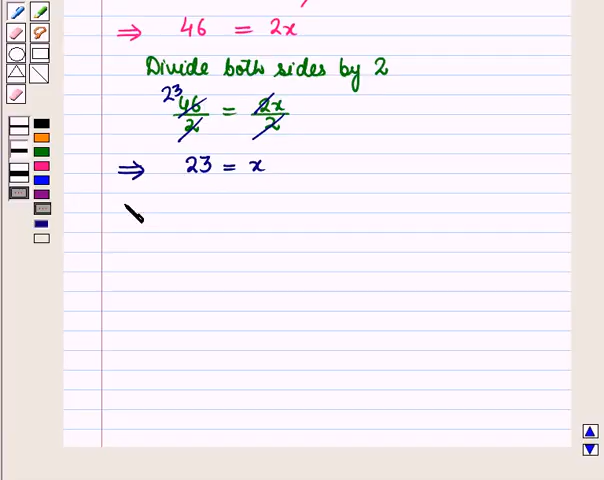 ⇒ 46 = 2x
Divide both sides by 2
23
46/2 = 2x/2
⇒ 23 = x